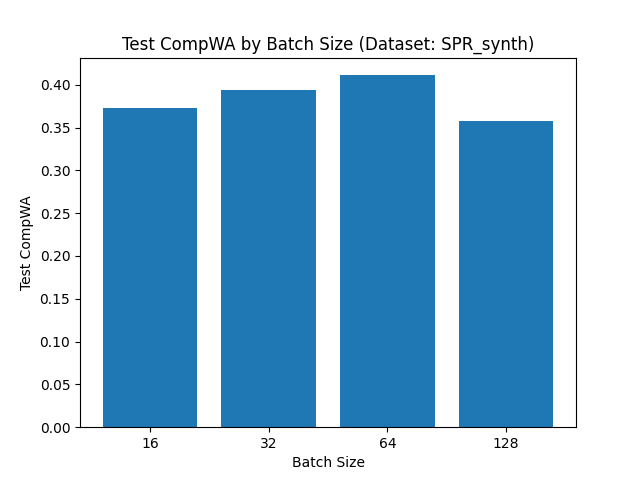 Test CompWA by Batch Size (Dataset: SPR_synth)
Test CompWA
0.40
0.35
0.30
0.25
0.20
0.15
0.10
0.05
0.00
16 32 64 128
Batch Size